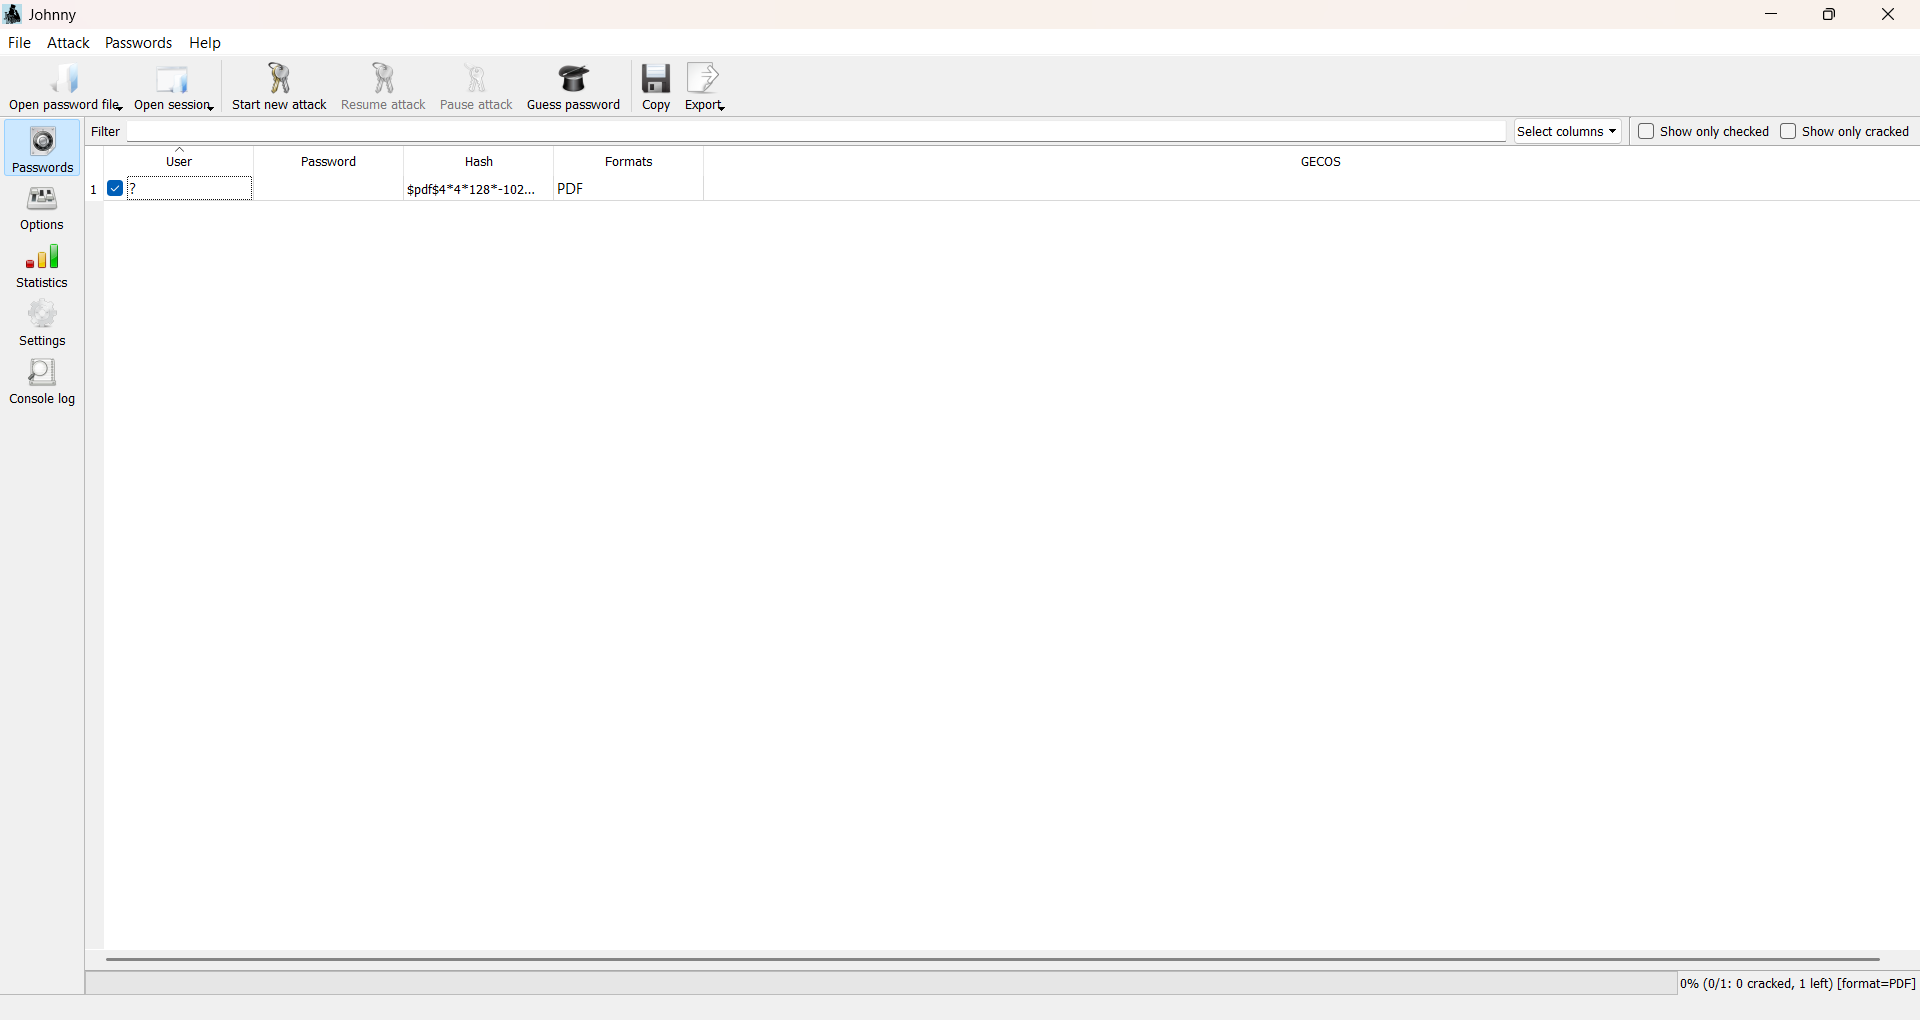 Johnny
File Attack Passwords Help
Open password file Open session Start new attack Resume attack Pause attack Guess password Copy Export
Filter Select columns Show only checked Show only cracked
Passwords
Options
Statistics
Settings
Console log
User Password Hash Formats GECOS
1 ? $pdf$4*4*128*-102... PDF
0% (0/1: 0 cracked, 1 left) [format=PDF]